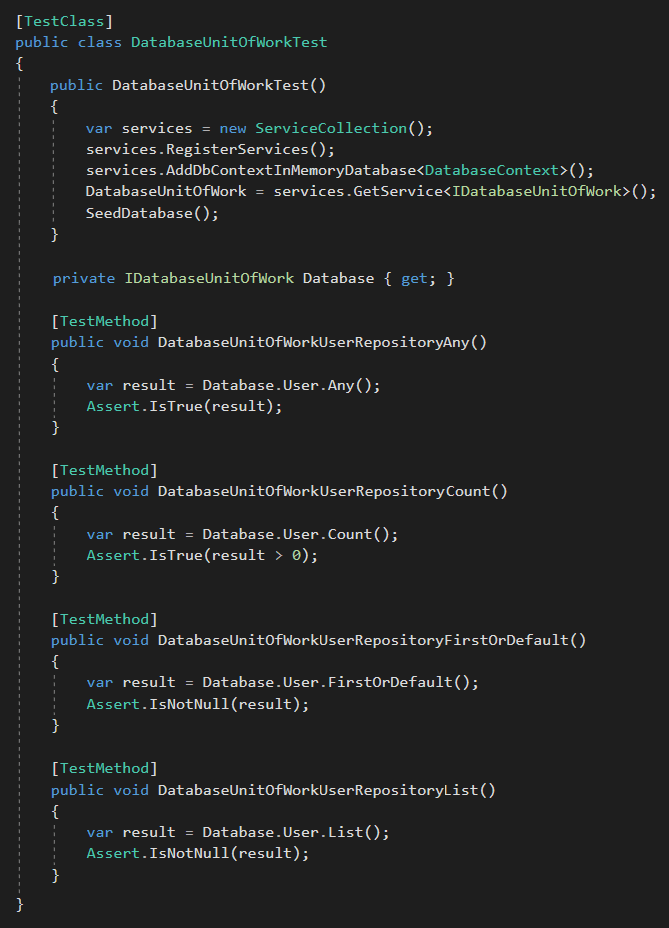 [TestClass]
public class DatabaseUnitOfWorkTest
{
    public DatabaseUnitOfWorkTest()
    {
        var services = new ServiceCollection();
        services.RegisterServices();
        services.AddDbContextInMemoryDatabase<DatabaseContext>();
        DatabaseUnitOfWork = services.GetService<IDatabaseUnitOfWork>();
        SeedDatabase();
    }

    private IDatabaseUnitOfWork Database { get; }

    [TestMethod]
    public void DatabaseUnitOfWorkUserRepositoryAny()
    {
        var result = Database.User.Any();
        Assert.IsTrue(result);
    }

    [TestMethod]
    public void DatabaseUnitOfWorkUserRepositoryCount()
    {
        var result = Database.User.Count();
        Assert.IsTrue(result > 0);
    }

    [TestMethod]
    public void DatabaseUnitOfWorkUserRepositoryFirstOrDefault()
    {
        var result = Database.User.FirstOrDefault();
        Assert.IsNotNull(result);
    }

    [TestMethod]
    public void DatabaseUnitOfWorkUserRepositoryList()
    {
        var result = Database.User.List();
        Assert.IsNotNull(result);
    }
}